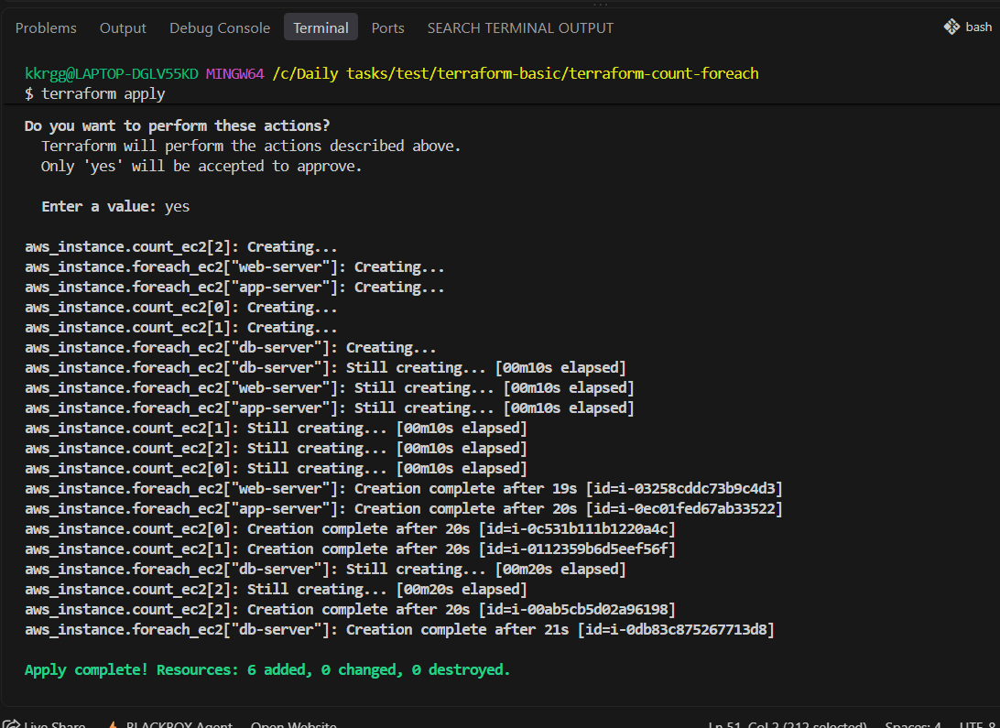 Problems Output Debug Console Terminal Ports SEARCH TERMINAL OUTPUT bash
kkrgg@LAPTOP-DGLV55KD MINGW64 /c/Daily tasks/test/terraform-basic/terraform-count-foreach
$ terraform apply
Do you want to perform these actions?
  Terraform will perform the actions described above.
  Only 'yes' will be accepted to approve.

  Enter a value: yes

aws_instance.count_ec2[2]: Creating...
aws_instance.foreach_ec2["web-server"]: Creating...
aws_instance.foreach_ec2["app-server"]: Creating...
aws_instance.count_ec2[0]: Creating...
aws_instance.count_ec2[1]: Creating...
aws_instance.foreach_ec2["db-server"]: Creating...
aws_instance.foreach_ec2["db-server"]: Still creating... [00m10s elapsed]
aws_instance.foreach_ec2["web-server"]: Still creating... [00m10s elapsed]
aws_instance.foreach_ec2["app-server"]: Still creating... [00m10s elapsed]
aws_instance.count_ec2[1]: Still creating... [00m10s elapsed]
aws_instance.count_ec2[2]: Still creating... [00m10s elapsed]
aws_instance.count_ec2[0]: Still creating... [00m10s elapsed]
aws_instance.foreach_ec2["web-server"]: Creation complete after 19s [id=i-03258cddc73b9c4d3]
aws_instance.foreach_ec2["app-server"]: Creation complete after 20s [id=i-0ec01fed67ab33522]
aws_instance.count_ec2[0]: Creation complete after 20s [id=i-0c531b111b1220a4c]
aws_instance.count_ec2[1]: Creation complete after 20s [id=i-0112359b6d5eef56f]
aws_instance.foreach_ec2["db-server"]: Still creating... [00m20s elapsed]
aws_instance.count_ec2[2]: Still creating... [00m20s elapsed]
aws_instance.count_ec2[2]: Creation complete after 20s [id=i-00ab5cb5d02a96198]
aws_instance.foreach_ec2["db-server"]: Creation complete after 21s [id=i-0db83c875267713d8]

Apply complete! Resources: 6 added, 0 changed, 0 destroyed.
Live Share BLACKBOX Agent Open Website Ln 51, Col 2 (212 selected) Spaces: 4 UTF-8